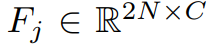 F_j ∈ ℝ^{2N×C}